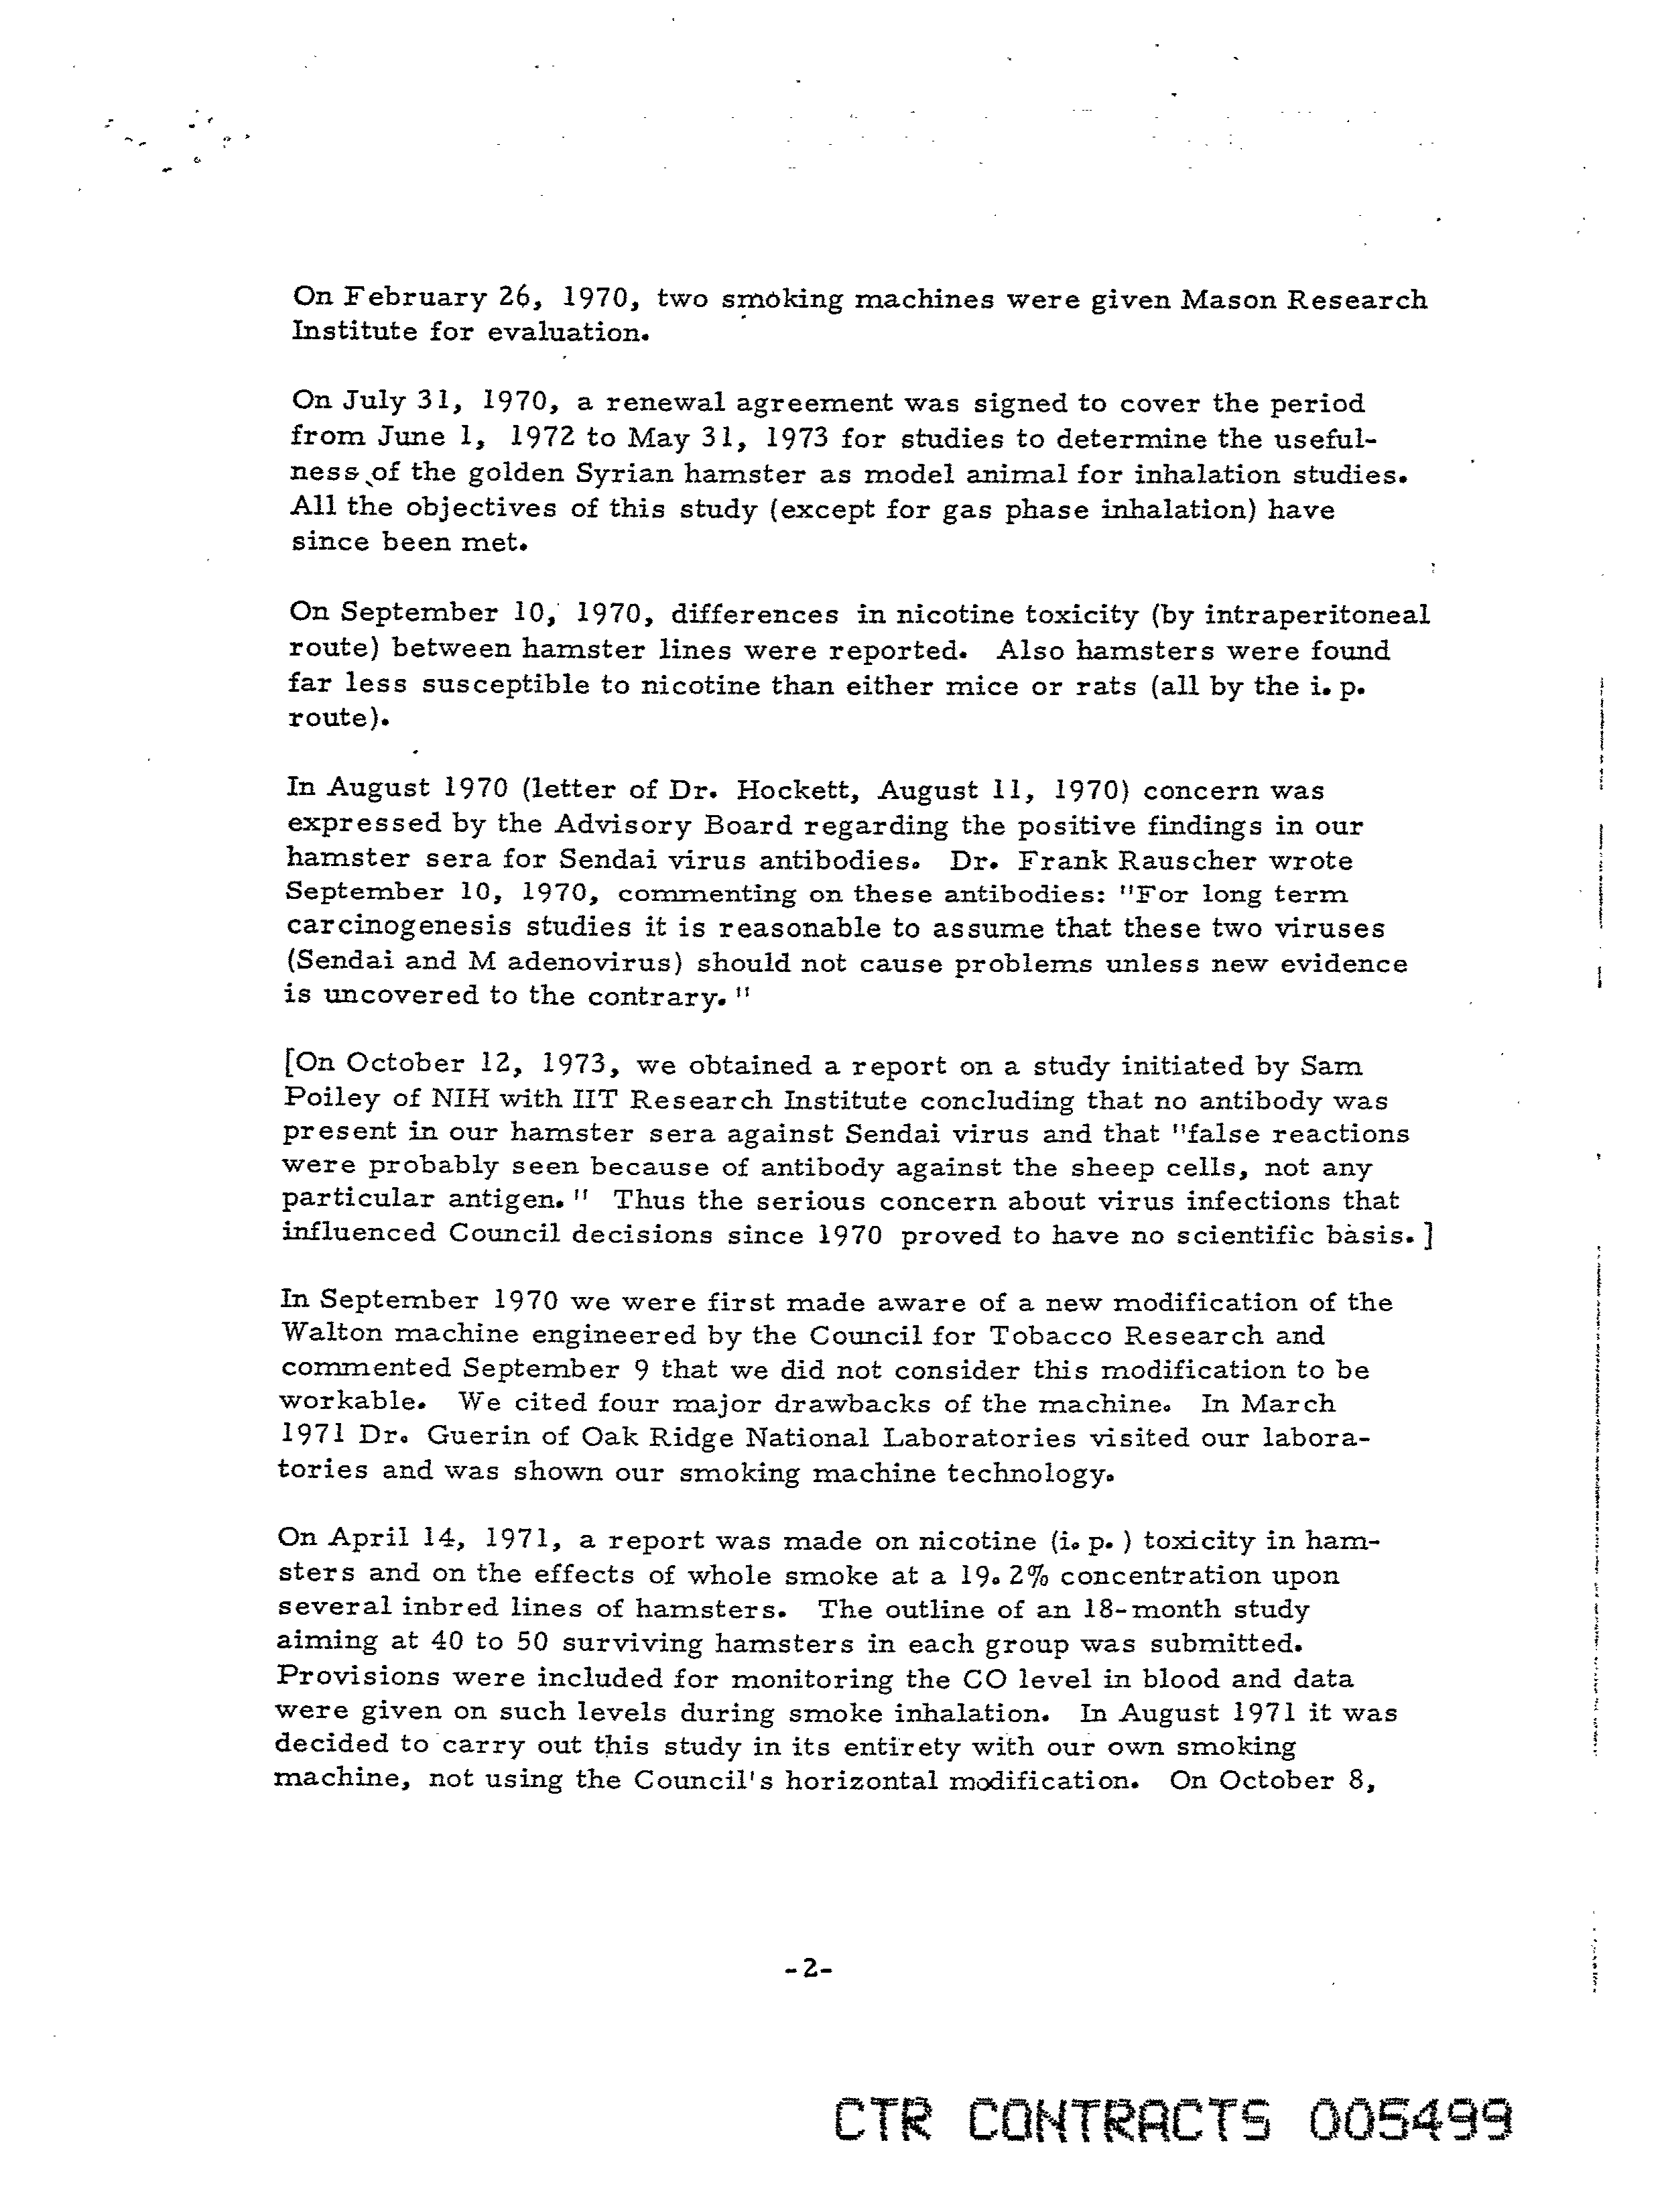 On February 26, 1970, two smoking machines were given Mason Research
Institute for evaluation.
On July 31, 1970, a renewal agreement was signed to cover the period
from June 1, 1972 to May 31, 1973 for studies to determine the useful-
ness of the golden Syrian hamster as model animal for inhalation studies.
All the objectives of this study (except for gas phase inhalation) have
since been met.
On September 10, 1970, differences in nicotine toxicity (by intraperitoneal
route) between hamster lines were reported. Also hamsters were found
far less susceptible to nicotine than either mice or rats (all by the i. p.
route).
In August 1970 (letter of Dr. Hockett, August 11, 1970) concern was
expressed by the Advisory Board regarding the positive findings in our
hamster sera for Sendai virus antibodies. Dr. Frank Rauscher wrote
September 10, 1970, commenting on these antibodies: "For long term
carcinogenesis studies it is reasonable to assume that these two viruses
(Sendai and M adenovirus) should not cause problems unless new evidence
is uncovered to the contrary. "
[On October 12, 1973, we obtained a report on a study initiated by Sam
Poiley of NIH with IIT Research Institute concluding that no antibody was
present in our hamster sera against Sendai virus and that "false reactions
were probably seen because of antibody against the sheep cells, not any
particular antigen. " Thus the serious concern about virus infections that
influenced Council decisions since 1970 proved to have no scientific basis. ]
In September 1970 we were first made aware of a new modification of the
Walton machine engineered by the Council for Tobacco Research and
commented September 9 that we did not consider this modification to be
workable. We cited four major drawbacks of the machine. In March
1971 Dr. Guerin of Oak Ridge National Laboratories visited our labora-
tories and was shown our smoking machine technology.
On April 14, 1971, a report was made on nicotine (i. p. ) toxicity in ham-
sters and on the effects of whole smoke at a 19. 2% concentration upon
several inbred lines of hamsters. The outline of an 18-month study
aiming at 40 to 50 surviving hamsters in each group was submitted.
Provisions were included for monitoring the CO level in blood and data
were given on such levels during smoke inhalation. In August 1971 it was
decided to carry out this study in its entirety with our own smoking
machine, not using the Council's horizontal modification. On October 8,
-2-
CTR CONTRACTS 005499